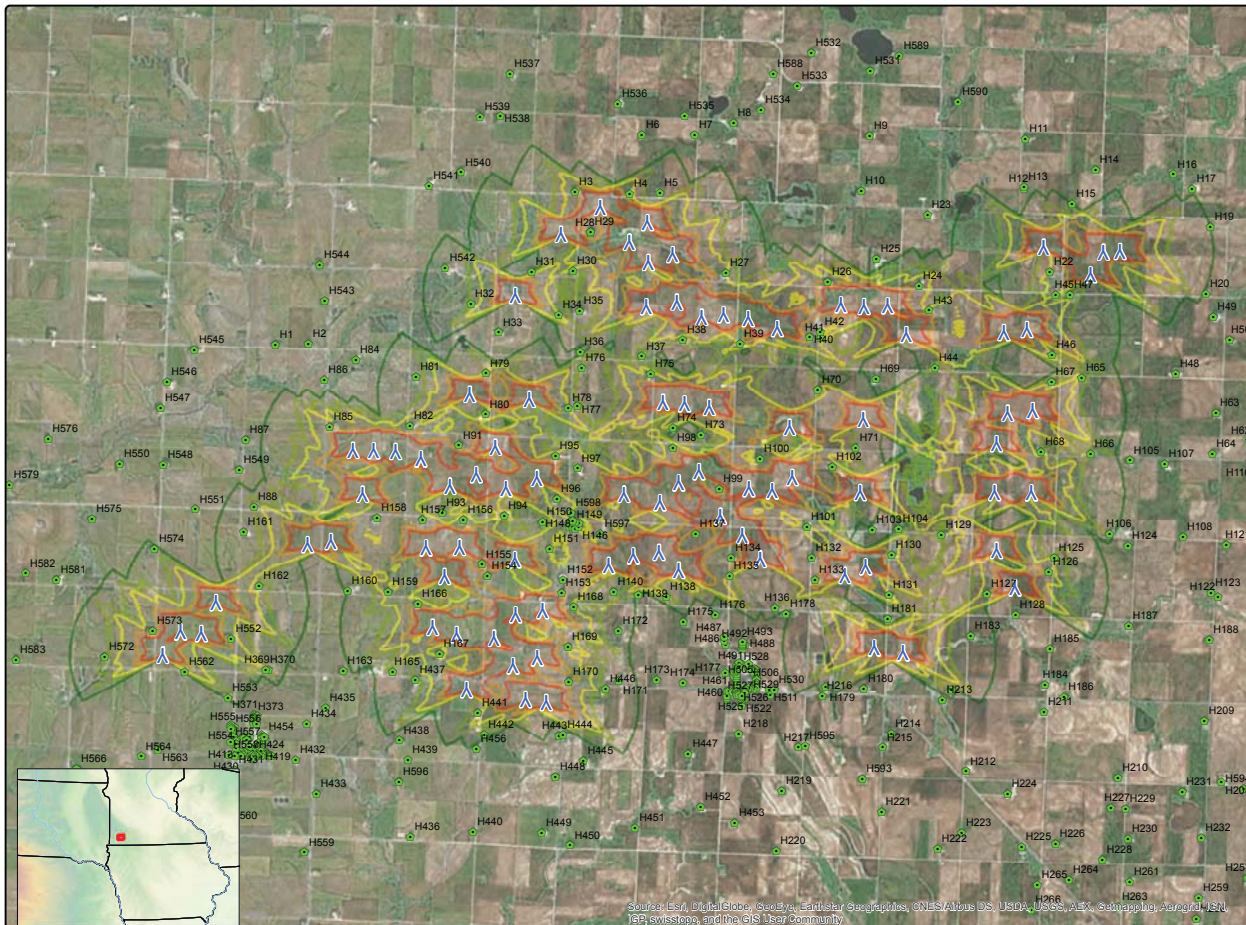 H532
H589
H531
H537
H588
H533
H590
H536
H534
H535
H8
H539
H538
H6
H7
H9
H11
H14
H16
H540
H541
H12
H13
H17
H3
H4
H5
H10
H15
H23
H19
H28
H29
H25
H544
H542
H31
H30
H27
H26
H24
H22
H20
H543
H32
H34
H35
H45
H47
H43
H49
H42
H33
H41
H40
H38
H39
H1
H2
H545
H36
H37
H46
H84
H79
H76
H75
H44
H48
H546
H86
H81
H69
H67
H65
H70
H547
H80
H78
H77
H63
H85
H82
H74
H73
H576
H87
H91
H95
H98
H71
H68
H66
H64
H550
H548
H549
H97
H100
H102
H105
H107
H579
H99
H551
H88
H96
H598
H575
H161
H158
H157
H93
H156
H94
H150
H149
H148
H597
H146
H137
H101
H103
H104
H129
H106
H108
H124
H574
H151
H134
H132
H130
H125
H155
H154
H135
H126
H582
H581
H162
H160
H159
H152
H153
H140
H139
H138
H133
H131
H127
H122
H123
H166
H168
H175
H176
H136
H178
H181
H128
H573
H552
H172
H487
H486
H492
H493
H488
H183
H187
H572
H167
H169
H185
H188
H583
H562
H369
H370
H163
H165
H437
H170
H446
H171
H173
H174
H177
H491
H528
H505
H506
H461
H460
H527
H529
H530
H526
H511
H525
H522
H216
H179
H180
H213
H184
H186
H211
H553
H371
H373
H435
H434
H441
H442
H443
H444
H218
H214
H209
H555
H556
H454
H554
H557
H424
H419
H431
H430
H432
H438
H456
H439
H445
H447
H217
H595
H215
H564
H563
H566
H433
H596
H448
H219
H593
H212
H224
H210
H231
H452
H453
H221
H227
H229
H436
H440
H449
H450
H451
H220
H222
H223
H225
H226
H230
H232
H228
H559
H265
H264
H261
H259
H266
H263
Source: Esri, DigitalGlobe, GeoEye, Earthstar Geographics, CNES/Airbus DS, USDA, USGS, AEX, Getmapping, Aerogrid, IGN,
IGP, swisstopo, and the GIS User Community